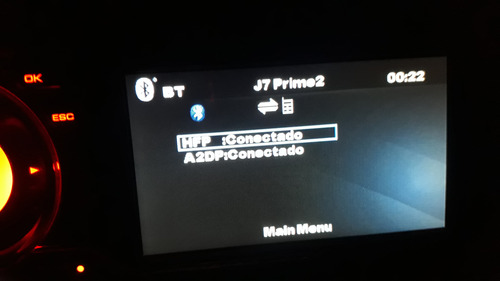 OK
BT
J7 Prime2
00:22
ESC
HFP :Conectado
A2DP:Conectado
Main Menu